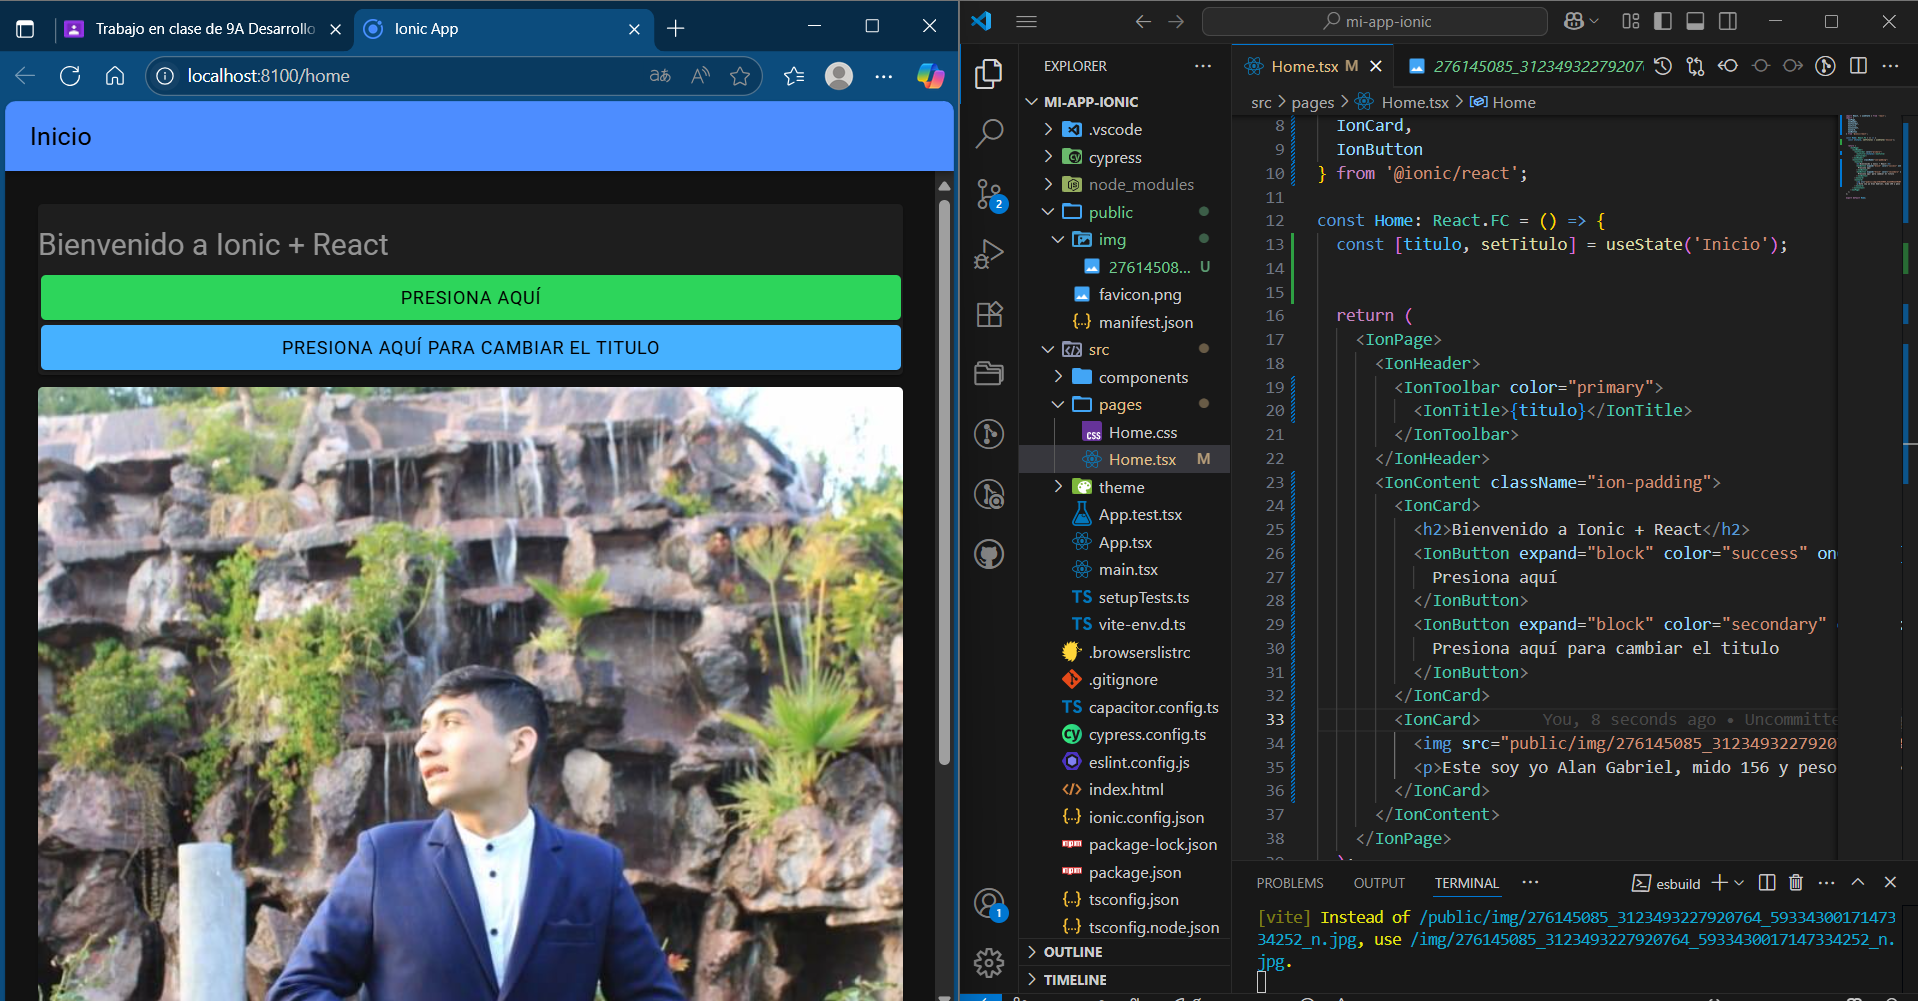 Trabajo en clase de 9A Desarrollo
Ionic App
localhost:8100/home
Inicio
Bienvenido a Ionic + React
PRESIONA AQUÍ
PRESIONA AQUÍ PARA CAMBIAR EL TITULO
mi-app-ionic
EXPLORER
MI-APP-IONIC
.vscode
cypress
node_modules
public
img
27614508... U
favicon.png
manifest.json
src
components
pages
Home.css
Home.tsx M
theme
App.test.tsx
App.tsx
main.tsx
TS setupTests.ts
TS vite-env.d.ts
.browserslistrc
.gitignore
TS capacitor.config.ts
cypress.config.ts
eslint.config.js
index.html
ionic.config.json
package-lock.json
package.json
tsconfig.json
tsconfig.node.json
OUTLINE
TIMELINE
2
1
Home.tsx M
276145085_3123493227920
src > pages > Home.tsx > Home
8 IonCard,
9 IonButton
10 } from '@ionic/react';
11
12 const Home: React.FC = () => {
13 const [titulo, setTitulo] = useState('Inicio');
14
15
16 return (
17 <IonPage>
18 <IonHeader>
19 <IonToolbar color="primary">
20 <IonTitle>{titulo}</IonTitle>
21 </IonToolbar>
22 </IonHeader>
23 <IonContent className="ion-padding">
24 <IonCard>
25 <h2>Bienvenido a Ionic + React</h2>
26 <IonButton expand="block" color="success" on
27 Presiona aquí
28 </IonButton>
29 <IonButton expand="block" color="secondary"
30 Presiona aquí para cambiar el titulo
31 </IonButton>
32 </IonCard>
33 <IonCard> You, 8 seconds ago • Uncommitte
34 <img src="public/img/276145085_3123493227920
35 <p>Este soy yo Alan Gabriel, mido 156 y peso
36 </IonCard>
37 </IonContent>
38 </IonPage>
PROBLEMS OUTPUT TERMINAL
esbuild
[vite] Instead of /public/img/276145085_3123493227920764_59334300171473
34252_n.jpg, use /img/276145085_3123493227920764_5933430017147334252_n.
jpg.